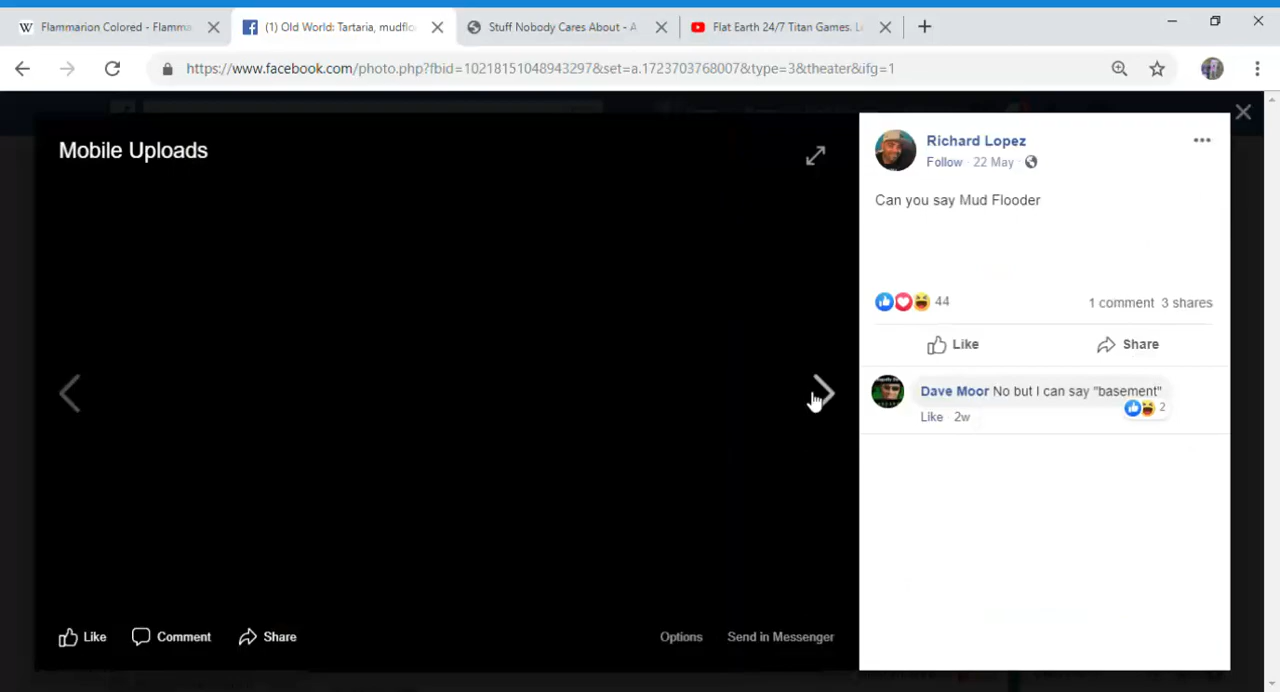 Flammarion Colored - Flamma
(1) Old World: Tartaria, mudflo
Stuff Nobody Cares About - A
Flat Earth 24/7 Titan Games. Le
https://www.facebook.com/photo.php?fbid=10218151048943297&set=a.1723703768007&type=3&theater&ifg=1
Mobile Uploads
Richard Lopez
Follow · 22 May ·
Can you say Mud Flooder
44
1 comment 3 shares
Like
Share
Dave Moor No but I can say "basement"
2
Like · 2w
Like
Comment
Share
Options
Send in Messenger